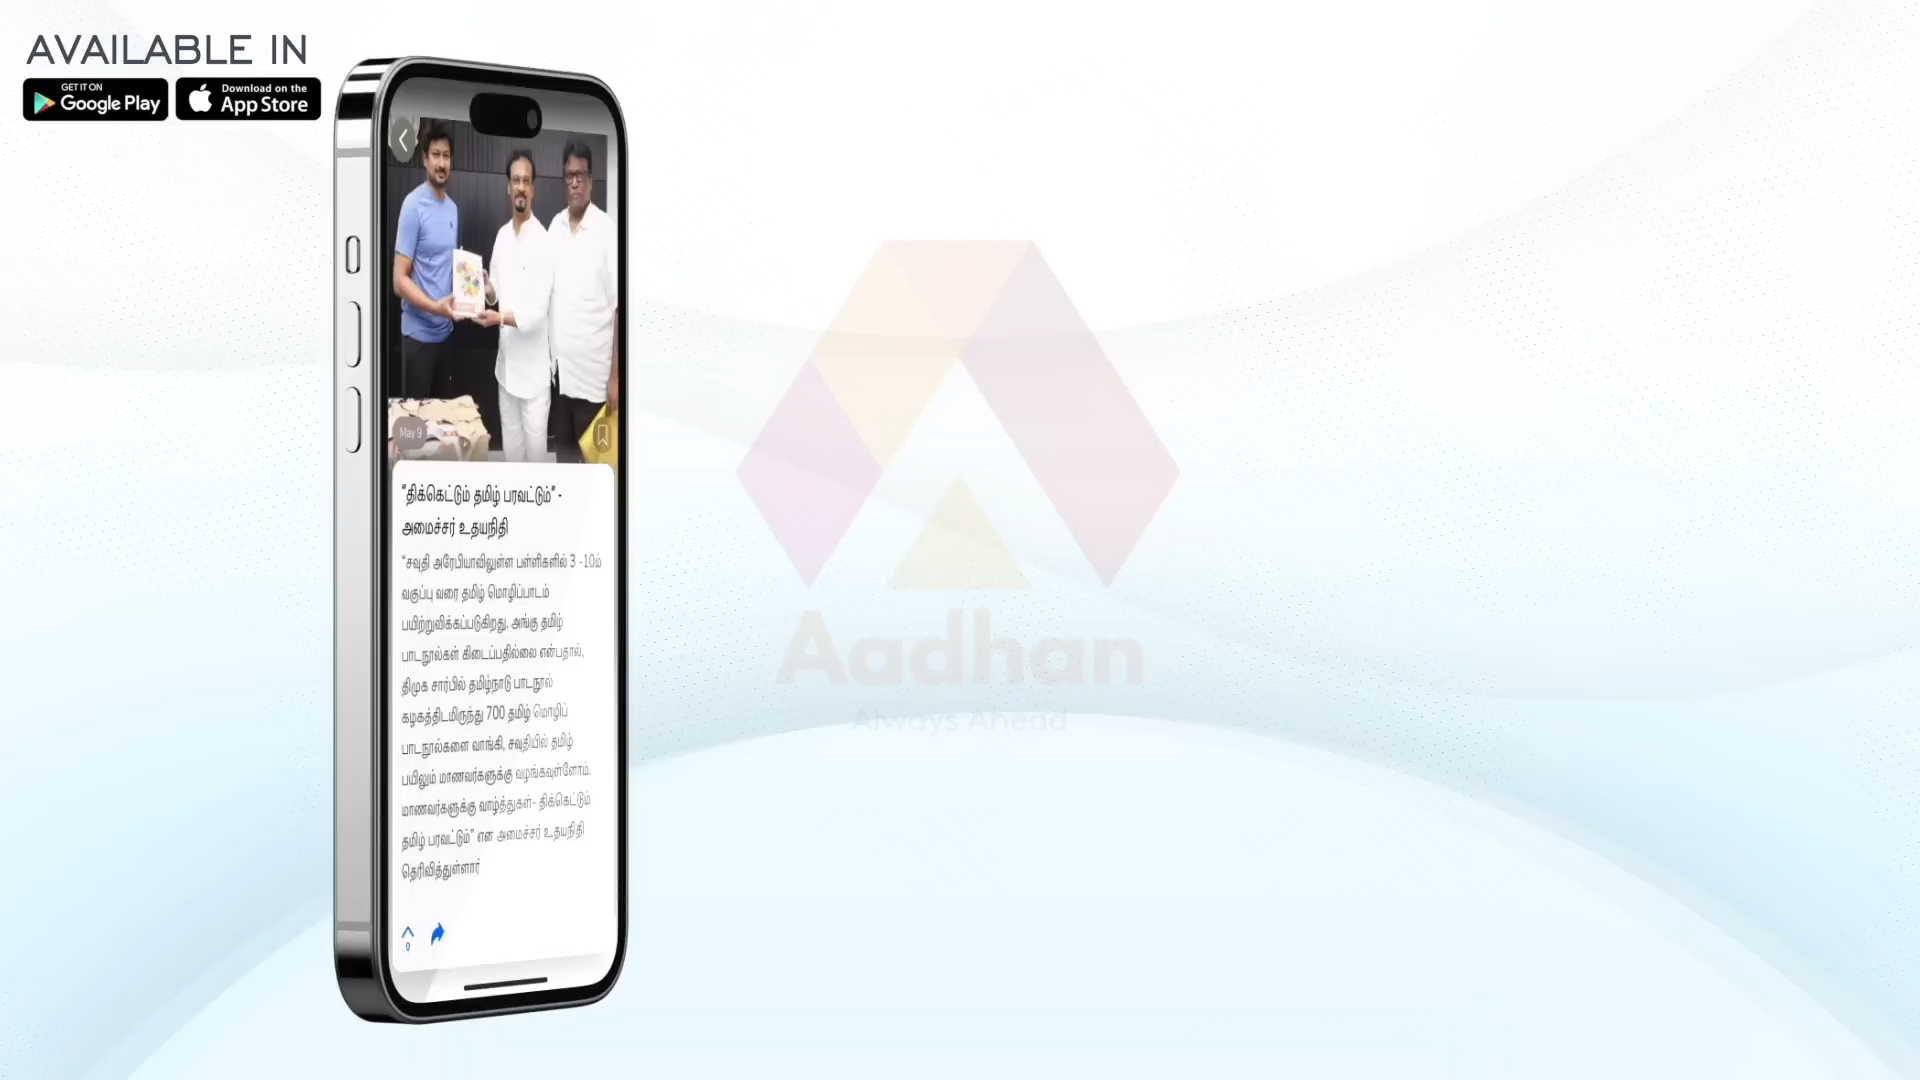 AVAILABLE IN
GET IT ON
Google Play
Download on the
App Store
May 9
"திக்கெட்டும் தமிழ் பரவட்டும்" -
அமைச்சர் உதயநிதி
"சவுதி அரேபியாவிலுள்ள பள்ளிகளில் 3 -10ம்
வகுப்பு வரை தமிழ் மொழிப்பாடம்
பயிற்றுவிக்கப்படுகிறது. அங்கு தமிழ்
பாடநூல்கள் கிடைப்பதில்லை என்பதால்,
திமுக சார்பில் தமிழ்நாடு பாடநூல்
கழகத்திடமிருந்து 700 தமிழ் மொழிப்
பாடநூல்களை வாங்கி, சவுதியில் தமிழ்
பயிலும் மாணவர்களுக்கு வழங்கவுள்ளோம்.
மாணவர்களுக்கு வாழ்த்துகள்- திக்கெட்டும்
தமிழ் பரவட்டும்" என அமைச்சர் உதயநிதி
தெரிவித்துள்ளார்
0
Aadhan
Always Ahead